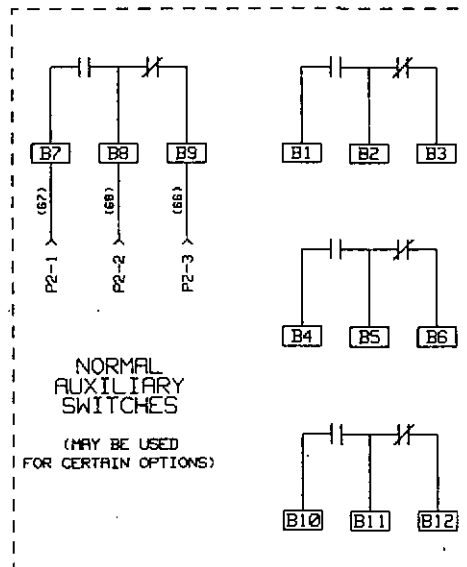 B7 B8 B9
B1 B2 B3
(67) (68) (66)
P2-1 P2-2 P2-3
B4 B5 B6
NORMAL
AUXILIARY
SWITCHES
(MAY BE USED
FOR CERTAIN OPTIONS)
B10 B11 B12